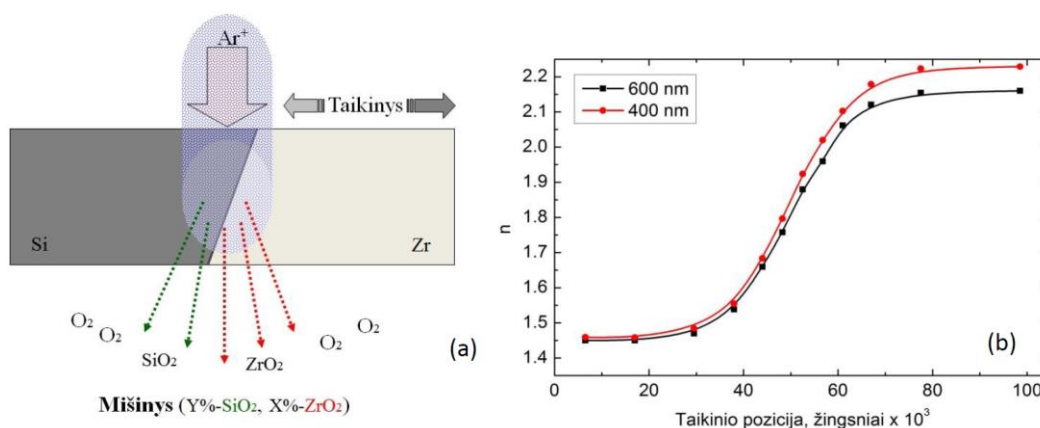 Ar⁺
Taikinys
Si
Zr
O₂
O₂
O₂
O₂
SiO₂
ZrO₂
(a)
Mišinys (Y%-SiO₂, X%-ZrO₂)
600 nm
400 nm
n
2.2
2.1
2.0
1.9
1.8
1.7
1.6
1.5
1.4
0
20
40
60
80
100
(b)
Taikinio pozicija, žingsniai x 10³